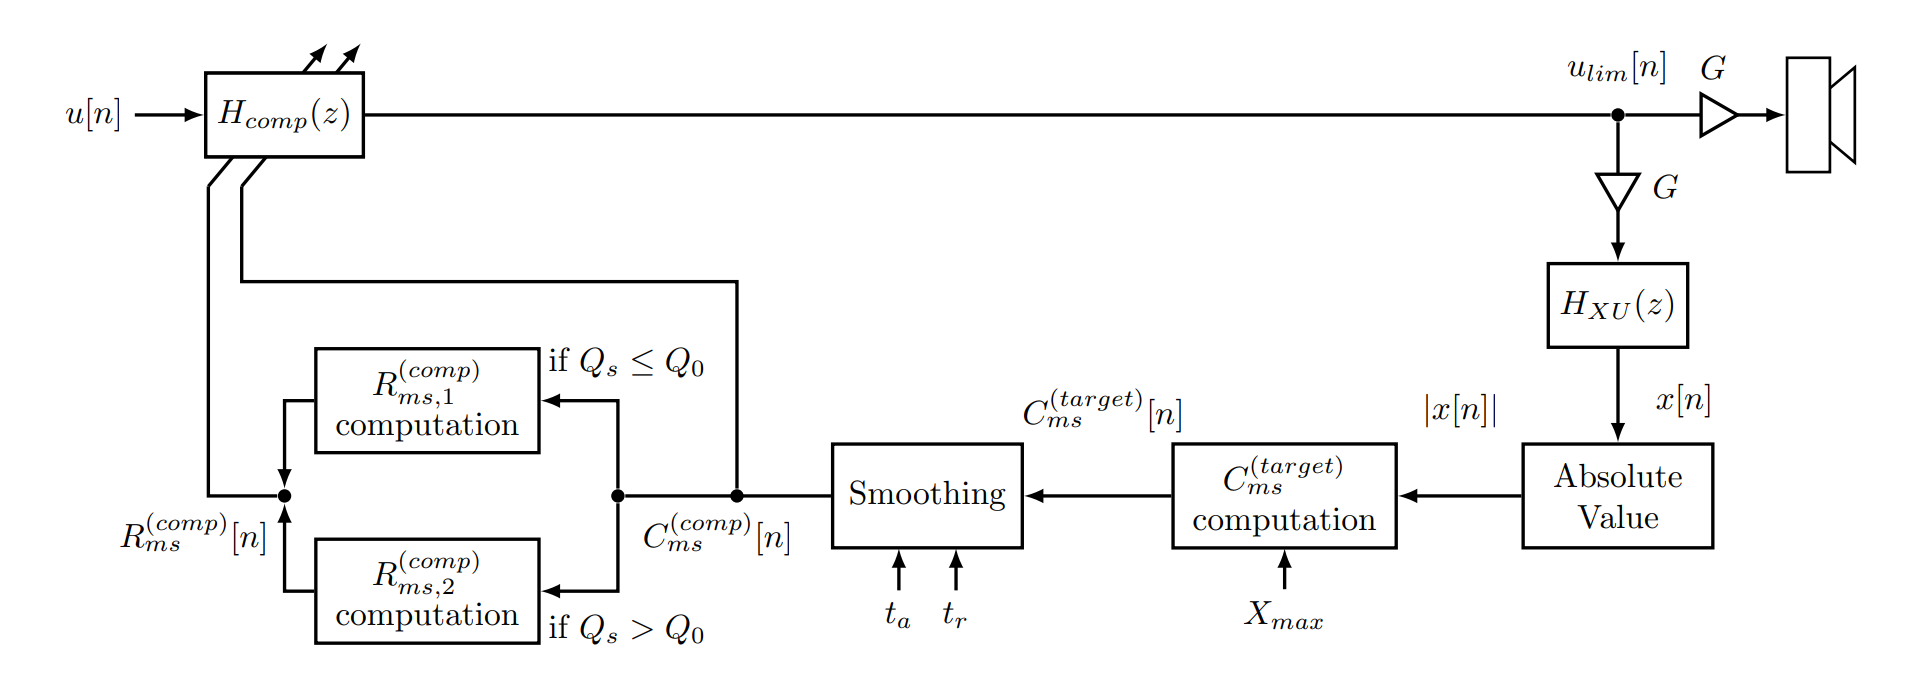 u[n]
H_{comp}(z)
u_{lim}[n]
G
G
H_{XU}(z)
x[n]
Absolute
Value
|x[n]|
C_{ms}^{(target)}
computation
X_{max}
C_{ms}^{(target)}[n]
Smoothing
t_a
t_r
C_{ms}^{(comp)}[n]
if Q_s ≤ Q_0
R_{ms,1}^{(comp)}
computation
R_{ms,2}^{(comp)}
computation
if Q_s > Q_0
R_{ms}^{(comp)}[n]